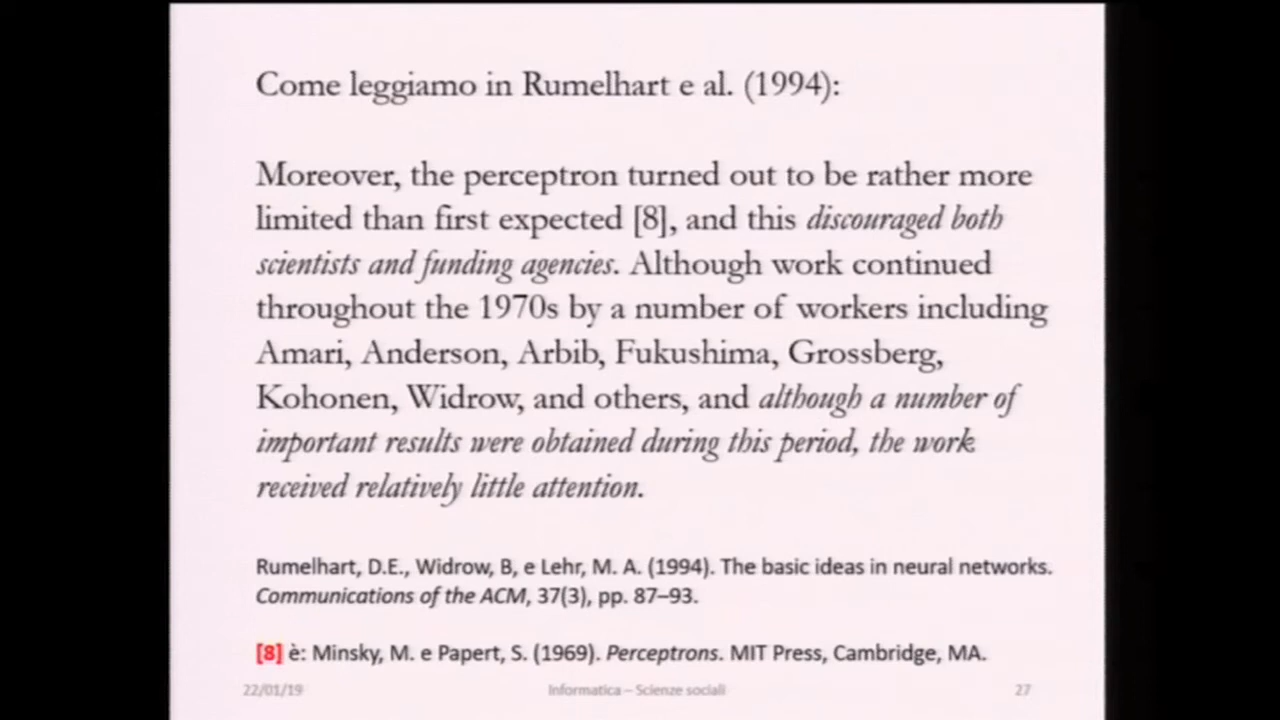 Come leggiamo in Rumelhart e al. (1994):
Moreover, the perceptron turned out to be rather more
limited than first expected [8], and this discouraged both
scientists and funding agencies. Although work continued
throughout the 1970s by a number of workers including
Amari, Anderson, Arbib, Fukushima, Grossberg,
Kohonen, Widrow, and others, and although a number of
important results were obtained during this period, the work
received relatively little attention.
Rumelhart, D.E., Widrow, B, e Lehr, M. A. (1994). The basic ideas in neural networks.
Communications of the ACM, 37(3), pp. 87–93.
[8] è: Minsky, M. e Papert, S. (1969). Perceptrons. MIT Press, Cambridge, MA.
22/01/19 Informatica – Scienze sociali 27